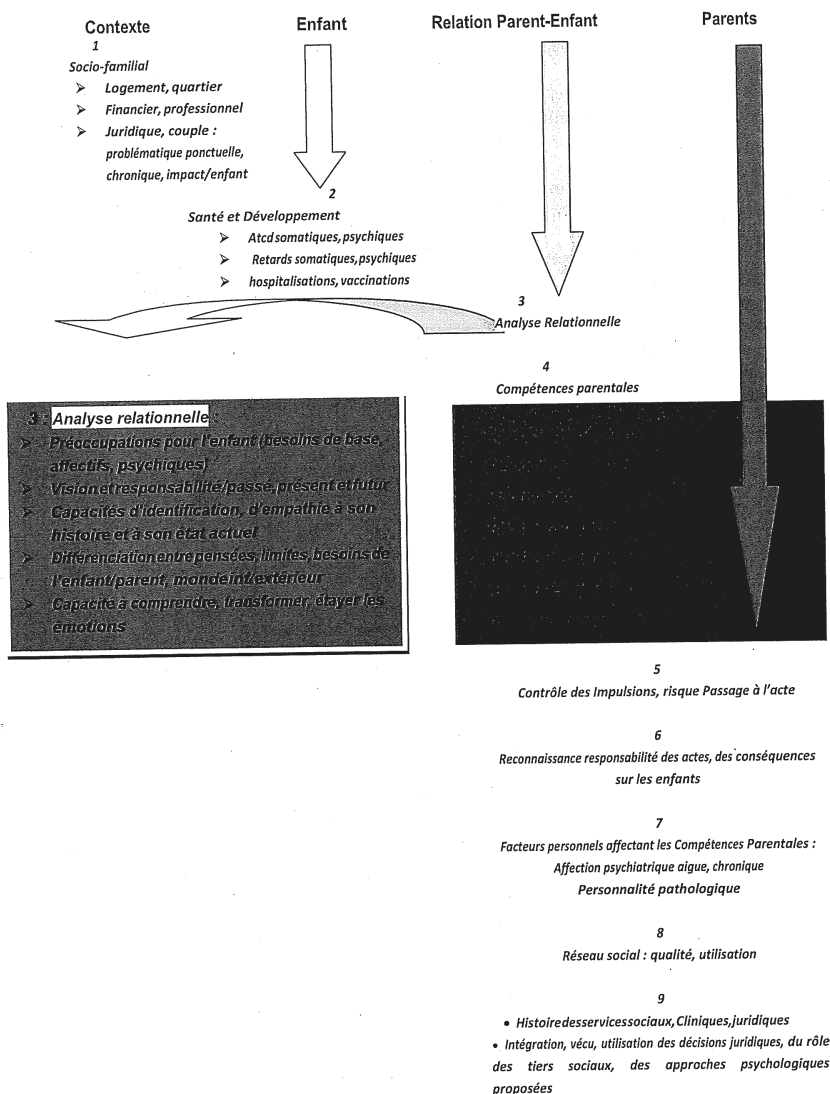 Contexte
Enfant
Relation Parent-Enfant
Parents
1
Socio-familial
➢ Logement, quartier
➢ Financier, professionnel
➢ Juridique, couple :
problématique ponctuelle,
chronique, impact/enfant
2
Santé et Développement
➢ Atcd somatiques, psychiques
➢ Retards somatiques, psychiques
➢ hospitalisations, vaccinations
3
Analyse Relationnelle
4
Compétences parentales
3 : Analyse relationnelle :
➢ Préoccupations pour l'enfant (besoins de base,
affectifs, psychiques)
➢ Vision et responsabilité/passé, présent et futur
➢ Capacités d'identification, d'empathie à son
histoire et à son état actuel
➢ Différenciation entre pensées, limites, besoins de
l'enfant/parent, monde int/extérieur
➢ Capacité à comprendre, transformer, étayer les
émotions
5
Contrôle des Impulsions, risque Passage à l'acte
6
Reconnaissance responsabilité des actes, des conséquences
sur les enfants
7
Facteurs personnels affectant les Compétences Parentales :
Affection psychiatrique aigue, chronique
Personnalité pathologique
8
Réseau social : qualité, utilisation
9
• Histoire des services sociaux, Cliniques, juridiques
• Intégration, vécu, utilisation des décisions juridiques, du rôle
des tiers sociaux, des approches psychologiques
proposées